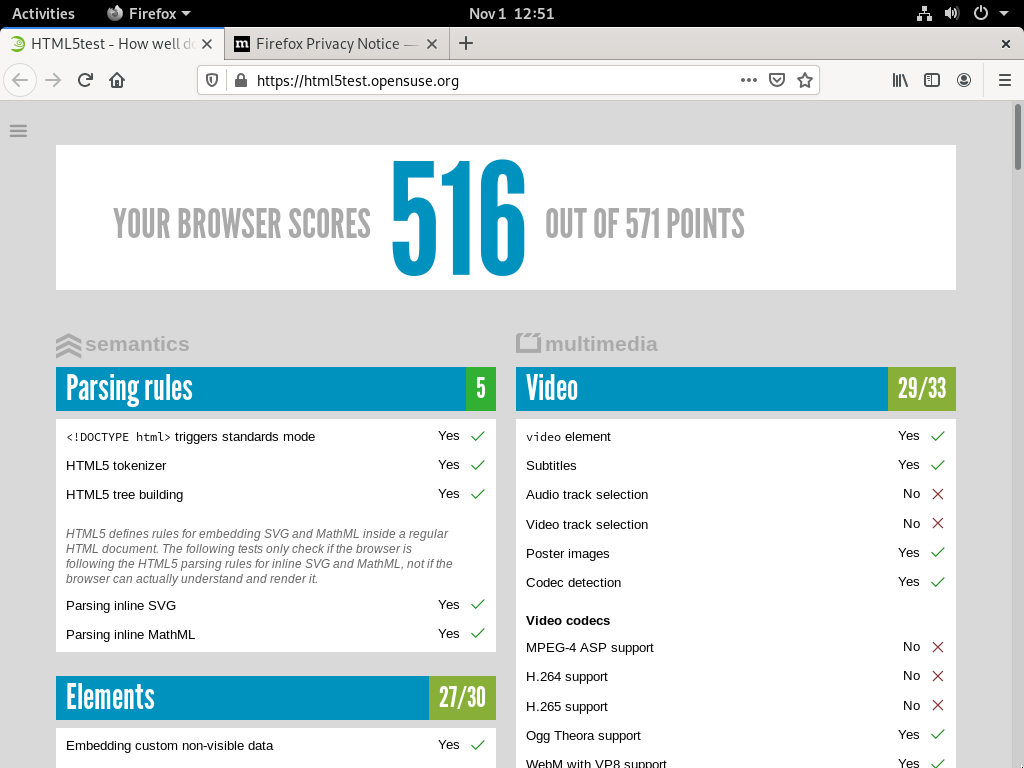 Activities Firefox Nov 1 12:51
HTML5test - How well do
Firefox Privacy Notice —
https://html5test.opensuse.org
YOUR BROWSER SCORES 516 OUT OF 571 POINTS
semantics
Parsing rules 5
<!DOCTYPE html> triggers standards mode Yes
HTML5 tokenizer Yes
HTML5 tree building Yes
HTML5 defines rules for embedding SVG and MathML inside a regular
HTML document. The following tests only check if the browser is
following the HTML5 parsing rules for inline SVG and MathML, not if the
browser can actually understand and render it.
Parsing inline SVG Yes
Parsing inline MathML Yes
Elements 27/30
Embedding custom non-visible data Yes
multimedia
Video 29/33
video element Yes
Subtitles Yes
Audio track selection No
Video track selection No
Poster images Yes
Codec detection Yes
Video codecs
MPEG-4 ASP support No
H.264 support No
H.265 support No
Ogg Theora support Yes
WebM with VP8 support Yes